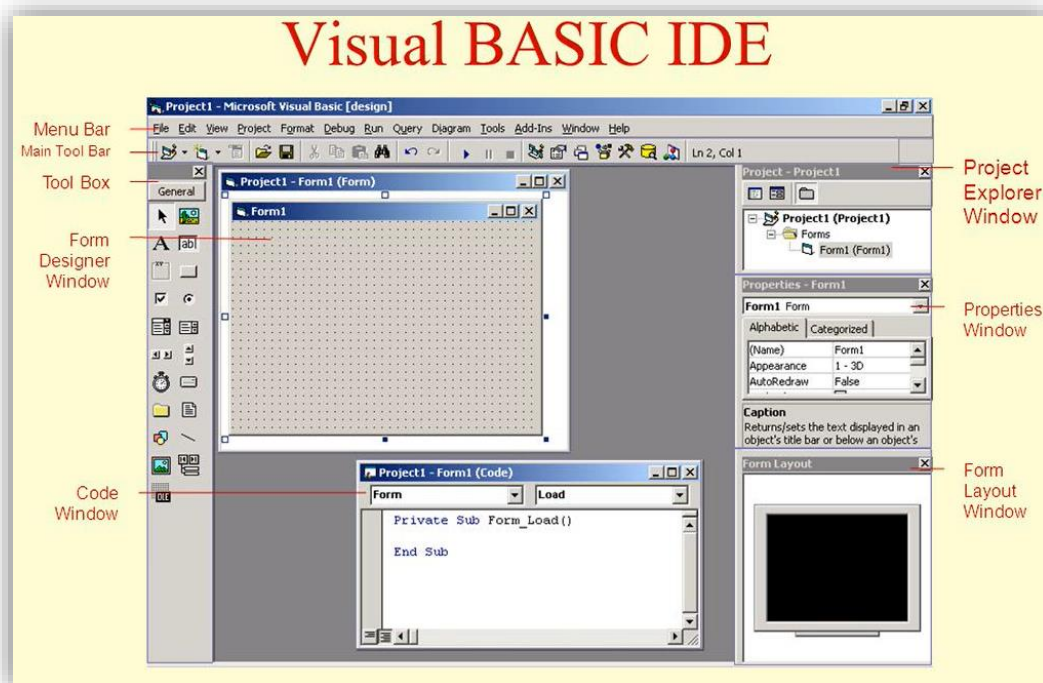 Visual BASIC IDE
Project1 - Microsoft Visual Basic [design]
Menu Bar
File Edit View Project Format Debug Run Query Diagram Tools Add-Ins Window Help
Main Tool Bar
Ln 2, Col 1
Tool Box
General
A
ab
xv
OLE
Form
Designer
Window
Project1 - Form1 (Form)
Form1
Code
Window
Project1 - Form1 (Code)
Form Load
Private Sub Form_Load()
End Sub
Project - Project1
Project1 (Project1)
Forms
Form1 (Form1)
Project
Explorer
Window
Properties - Form1
Form1 Form
Alphabetic Categorized
(Name) Form1
Appearance 1 - 3D
AutoRedraw False
Caption
Returns/sets the text displayed in an
object's title bar or below an object's
Properties
Window
Form Layout
Form
Layout
Window